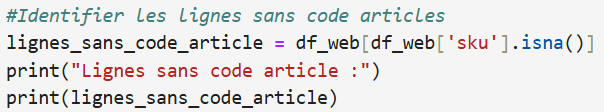 #Identifier les lignes sans code articles
lignes_sans_code_article = df_web[df_web['sku'].isna()]
print("Lignes sans code article :")
print(lignes_sans_code_article)